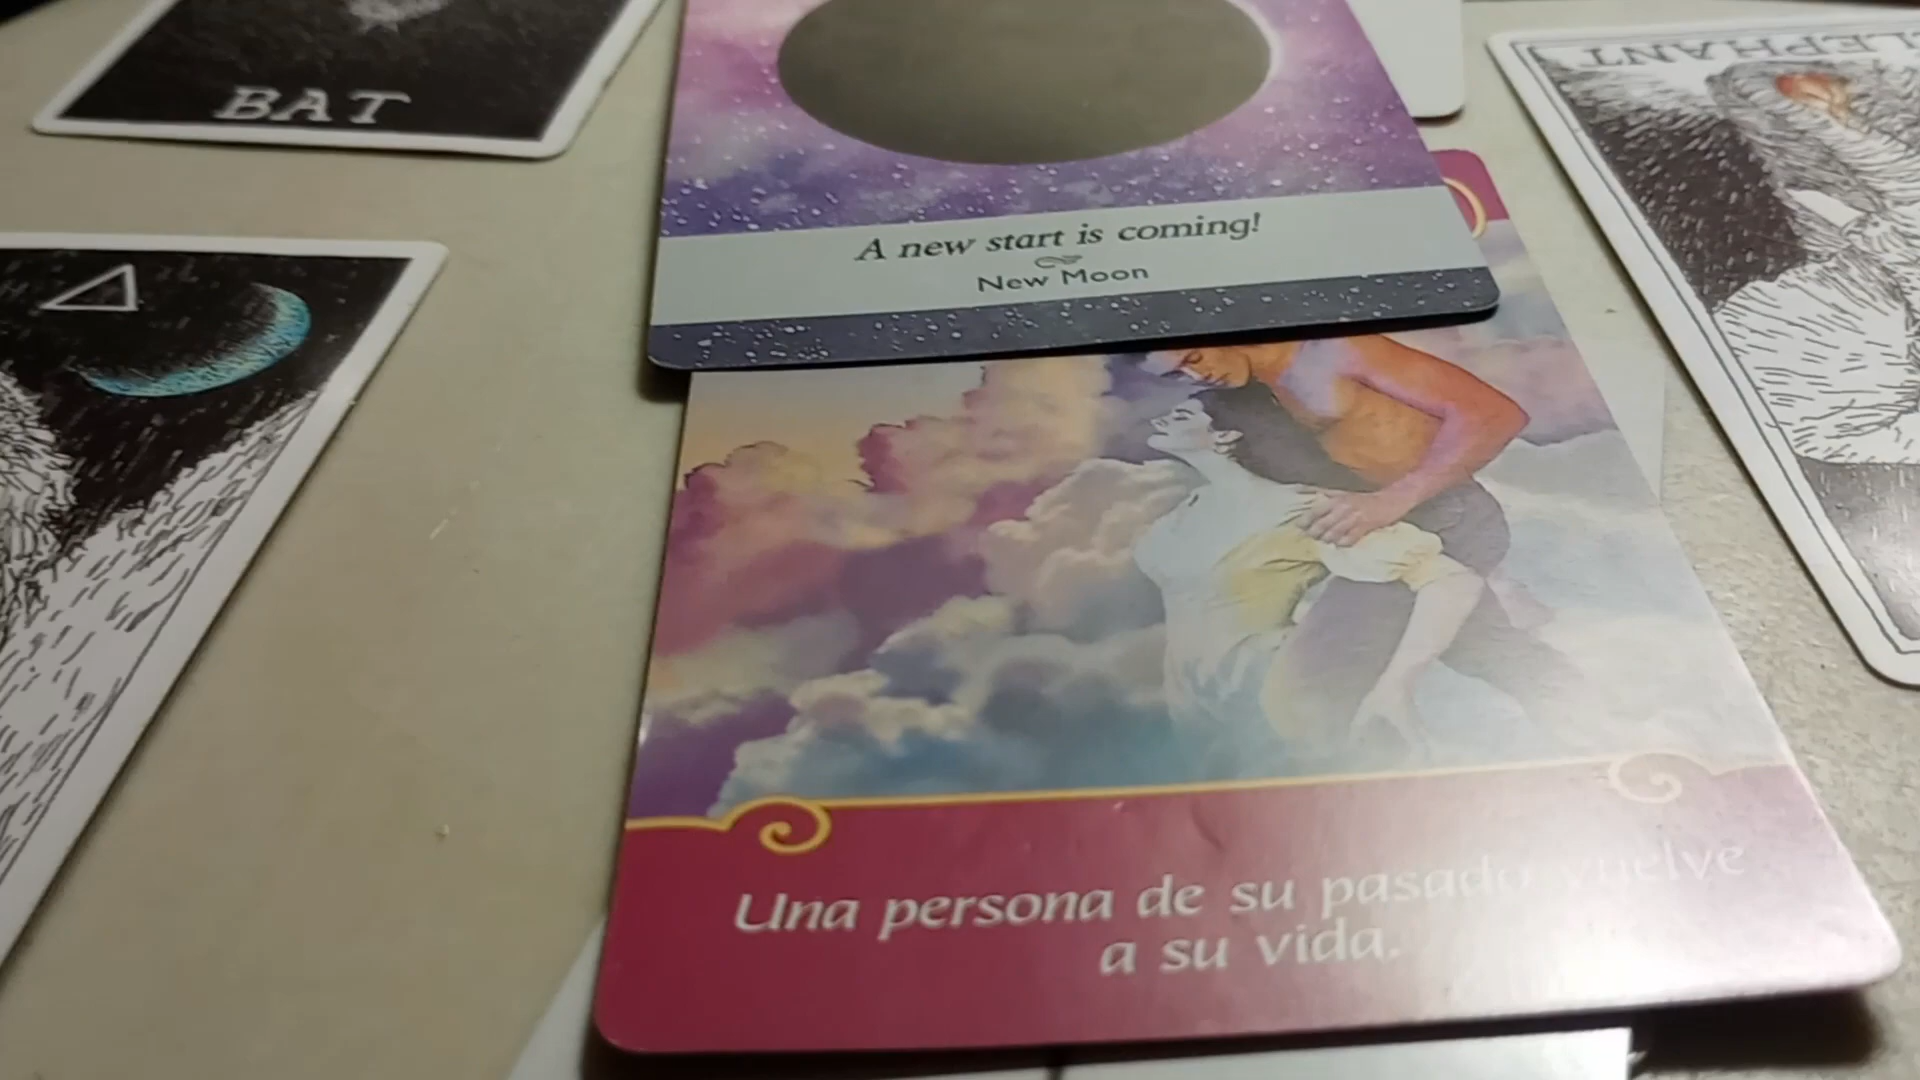 BAT
ELEPHANT
A new start is coming!
New Moon
Una persona de su pasado vuelve
a su vida.